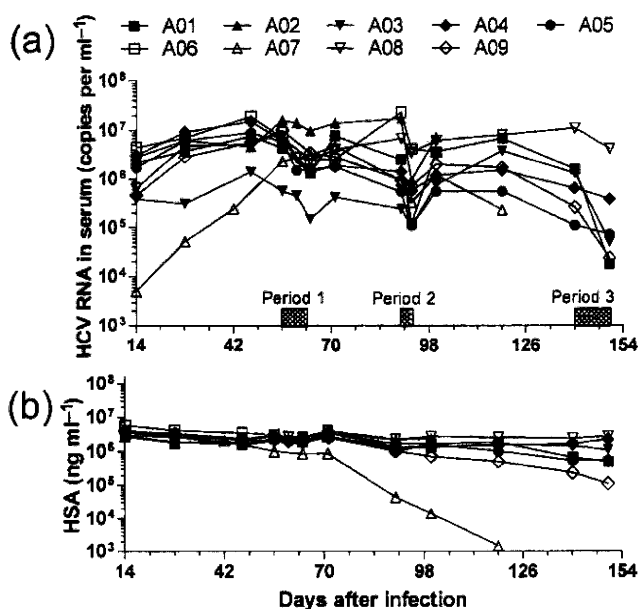 A01 A02 A03 A04 A05
A06 A07 A08 A09
(a)
HCV RNA in serum (copies per ml⁻¹)
10⁸
10⁷
10⁶
10⁵
10⁴
10³
Period 1 Period 2 Period 3
14 42 70 98 126 154
(b)
HSA (ng ml⁻¹)
10⁸
10⁷
10⁶
10⁵
10⁴
10³
14 42 70 98 126 154
Days after infection